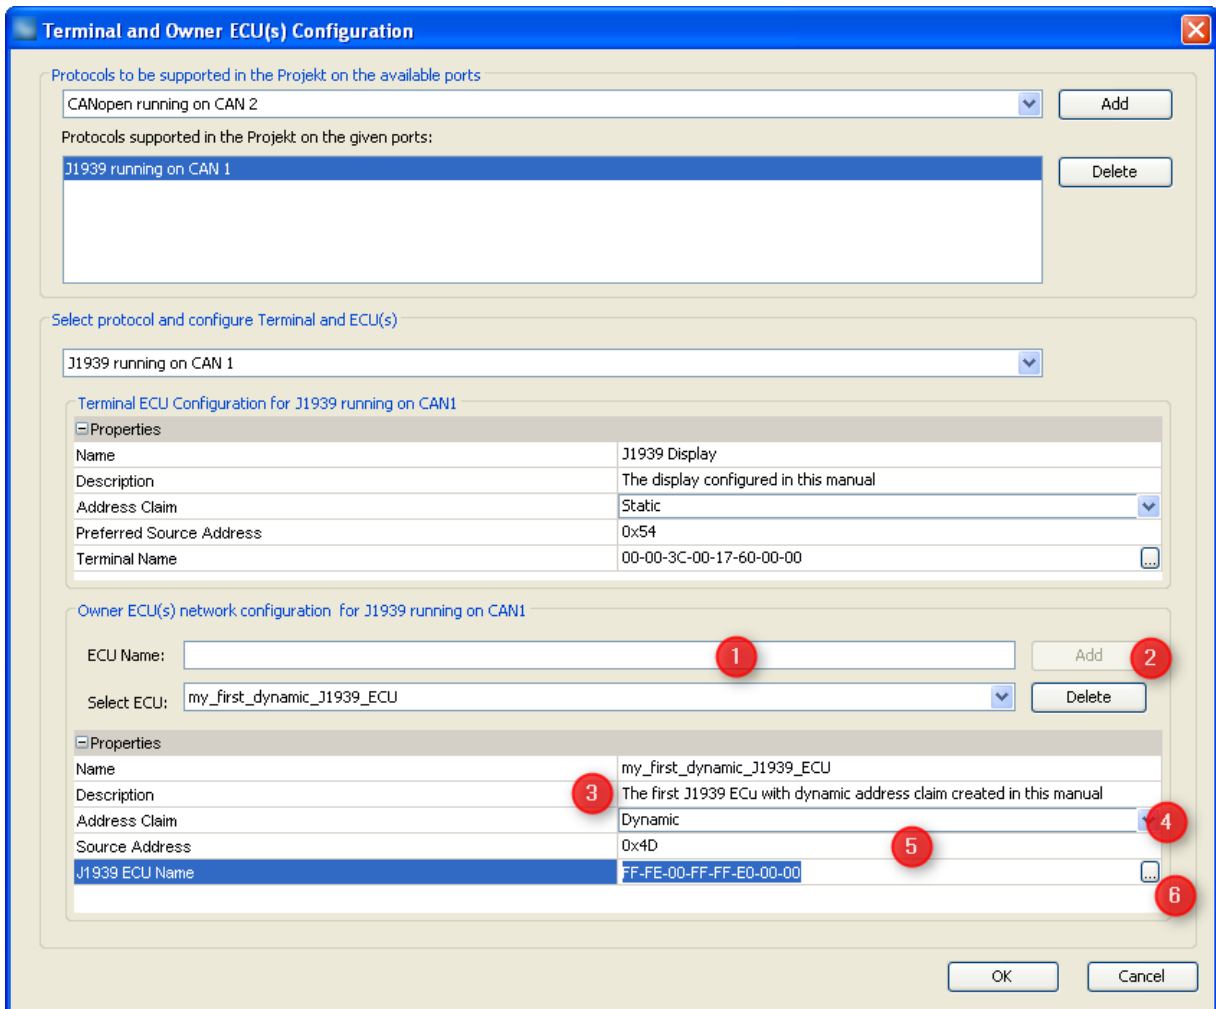 Terminal and Owner ECU(s) Configuration
Protocols to be supported in the Projekt on the available ports
CANopen running on CAN 2
Add
Protocols supported in the Projekt on the given ports:
J1939 running on CAN 1
Delete
Select protocol and configure Terminal and ECU(s)
J1939 running on CAN 1
Terminal ECU Configuration for J1939 running on CAN1
Properties
Name J1939 Display
Description The display configured in this manual
Address Claim Static
Preferred Source Address 0x54
Terminal Name 00-00-3C-00-17-60-00-00 ...
Owner ECU(s) network configuration for J1939 running on CAN1
ECU Name: 1 Add 2
Select ECU: my_first_dynamic_J1939_ECU Delete
Properties
Name my_first_dynamic_J1939_ECU
Description 3 The first J1939 ECu with dynamic address claim created in this manual
Address Claim Dynamic 4
Source Address 0x4D 5
J1939 ECU Name FF-FE-00-FF-FF-E0-00-00 ...
6
OK Cancel